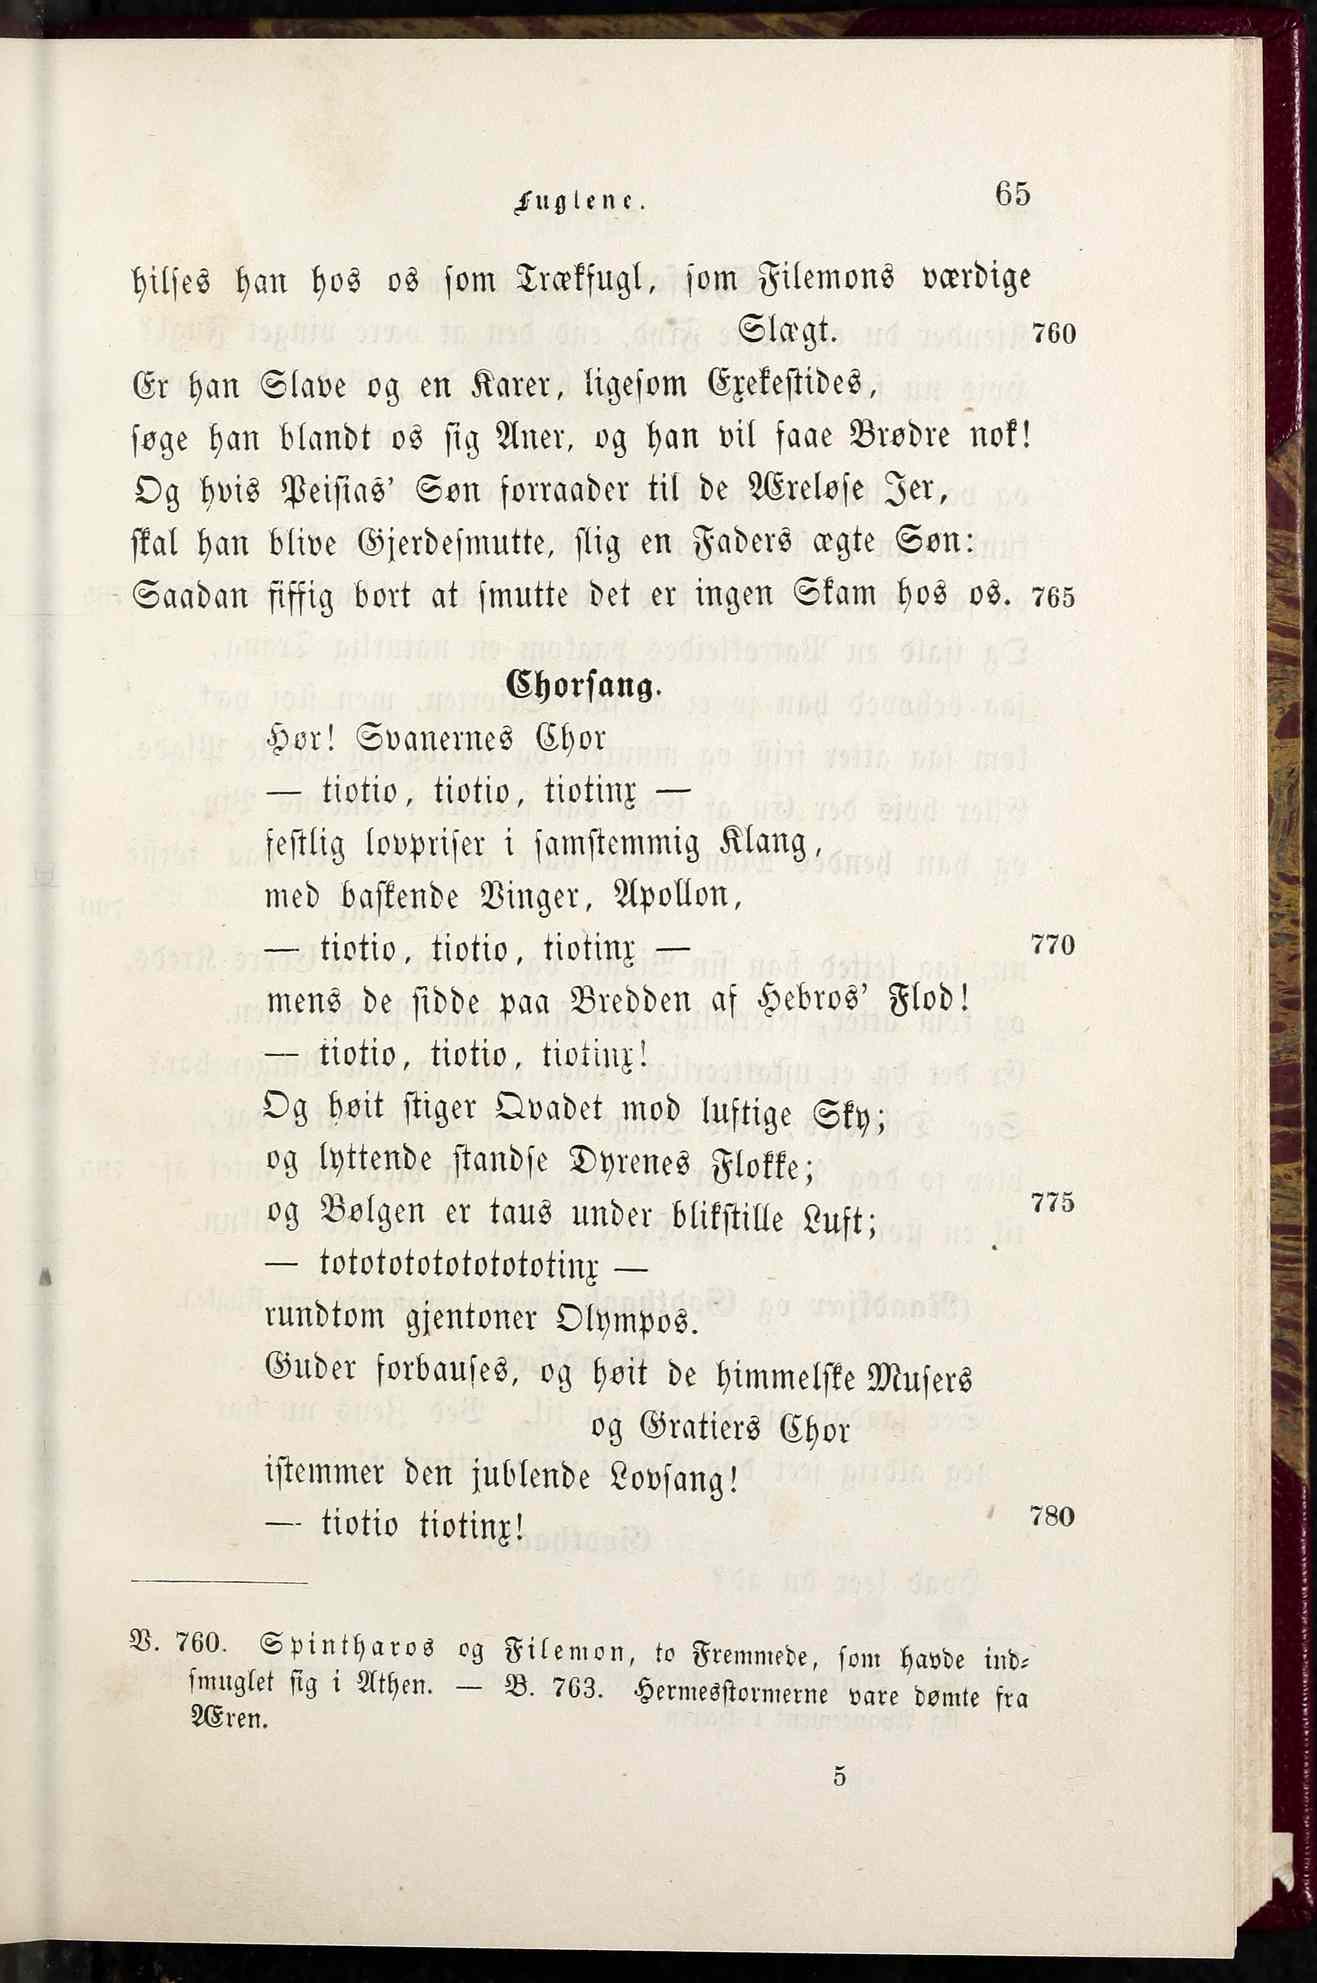 Fuglene. 65
hilses han hos os som Trækfugl, som Filemons værdige
Slægt. 760
Er han Slave og en Karer, ligesom Exekestides,
søge han blandt os sig Aner, og han vil faae Brødre nok!
Og hvis Peisias' Søn forraader til de Æreløse Jer,
skal han blive Gjerdesmutte, slig en Faders ægte Søn:
Saadan fiffig bort at smutte det er ingen Skam hos os. 765
Chorsang.
Hør! Svanernes Chor
— tiotio, tiotio, tiotinx —
festlig lovpriser i samstemmig Klang,
med baskende Vinger, Apollon,
— tiotio, tiotio, tiotinx — 770
mens de sidde paa Bredden af Hebros' Flod!
— tiotio, tiotio, tiotinx!
Og høit stiger Qvadet mod luftige Sky;
og lyttende standse Dyrenes Flokke;
og Bølgen er taus under blikstille Luft; 775
— totototototototinx —
rundtom gjentoner Olympos.
Guder forbauses, og høit de himmelske Musers
og Gratiers Chor
istemmer den jublende Lovsang!
— tiotio tiotinx! 780
V. 760. Spintharos og Filemon, to Fremmede, som havde ind-
smuglet sig i Athen. — V. 763. Hermesstormerne vare dømte fra
Æren.
5